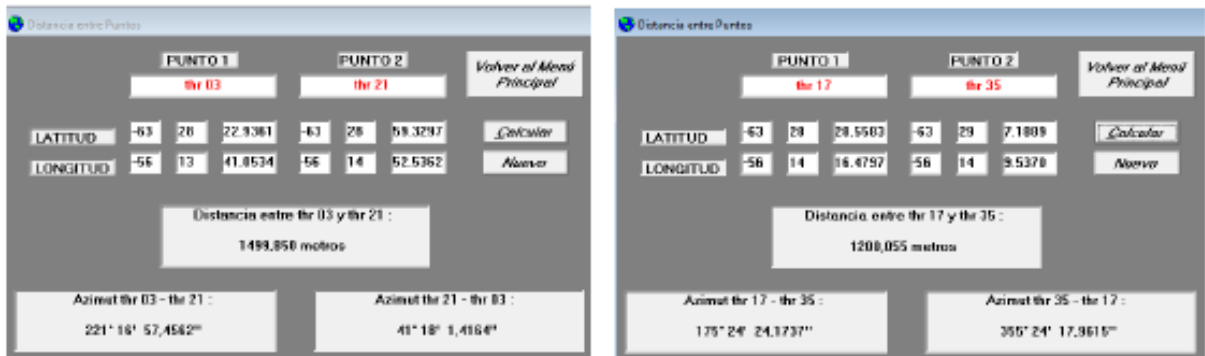 Distancia entre Puntos
PUNTO 1 PUNTO 2
Volver al Menú Principal
thr 03 thr 21
LATITUD -63 28 22.9361 -63 28 59.3297 Calcular
LONGITUD -56 13 41.0534 -56 14 52.5362 Nuevo
Distancia entre thr 03 y thr 21 :
1499,850 metros
Azimut thr 03 - thr 21 :
221° 16' 57,4562"
Azimut thr 21 - thr 03 :
41° 18' 1,4164"
Distancia entre Puntos
PUNTO 1 PUNTO 2
Volver al Menú Principal
thr 17 thr 35
LATITUD -63 28 28.5583 -63 29 7.1889 Calcular
LONGITUD -56 14 16.4797 -56 14 9.5370 Nuevo
Distancia entre thr 17 y thr 35 :
1200,055 metros
Azimut thr 17 - thr 35 :
175° 24' 24,1737"
Azimut thr 35 - thr 17 :
355° 24' 17,9615"